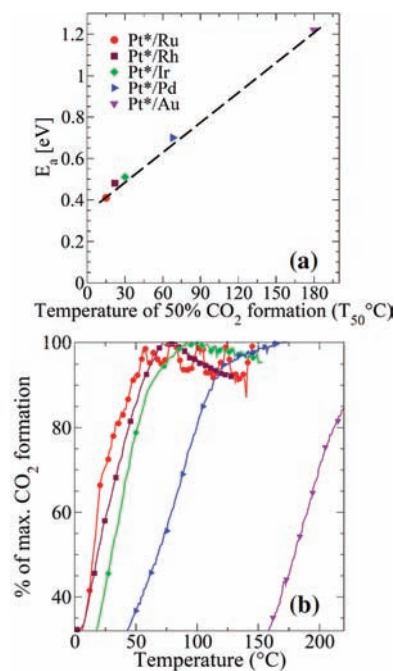 1.2
1
0.8
0.6
0.4
0.2
0
Eₐ [eV]
Pt*/Ru
Pt*/Rh
Pt*/Ir
Pt*/Pd
Pt*/Au
(a)
0 30 60 90 120 150 180
Temperature of 50% CO₂ formation (T₅₀°C)
100
80
60
40
% of max. CO₂ formation
(b)
0 50 100 150 200
Temperature (°C)